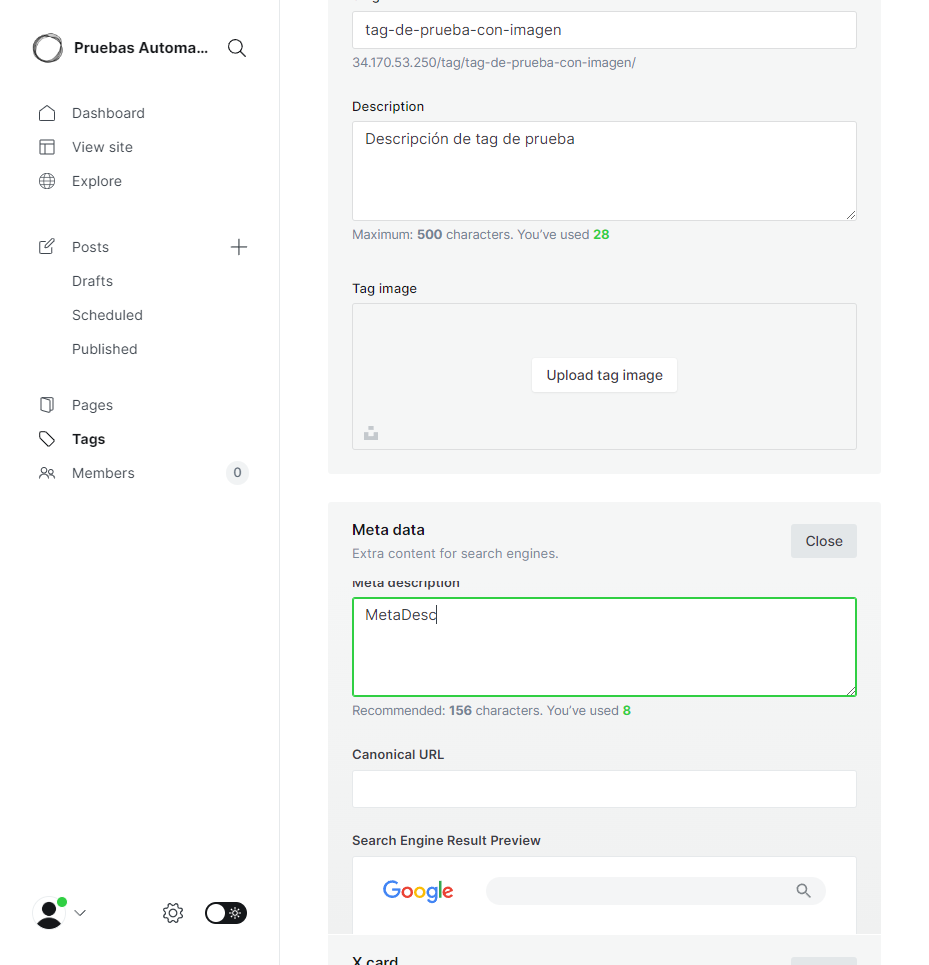 Pruebas Automa...
Dashboard
View site
Explore
Posts
Drafts
Scheduled
Published
Pages
Tags
Members 0
tag-de-prueba-con-imagen
34.170.53.250/tag/tag-de-prueba-con-imagen/
Description
Descripción de tag de prueba
Maximum: 500 characters. You’ve used 28
Tag image
Upload tag image
Meta data
Close
Extra content for search engines.
Meta description
MetaDesc
Recommended: 156 characters. You’ve used 8
Canonical URL
Search Engine Result Preview
Google
X card